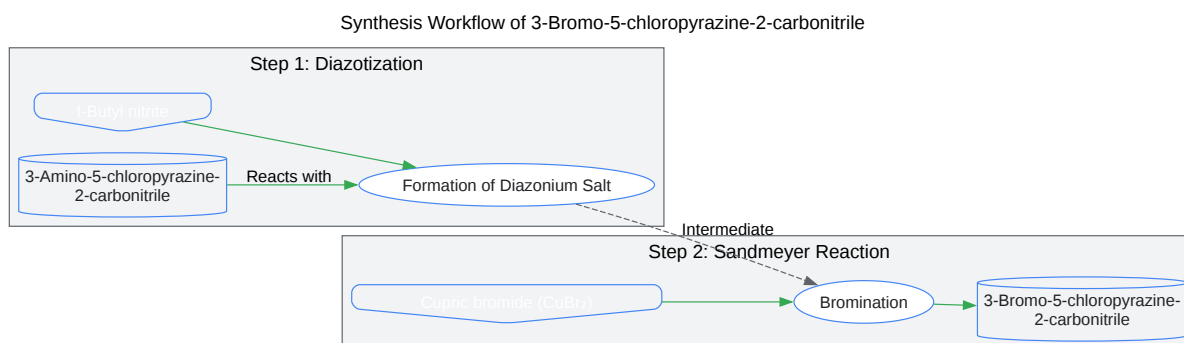 Synthesis Workflow of 3-Bromo-5-chloropyrazine-2-carbonitrile
Step 1: Diazotization
t-Butyl nitrite
3-Amino-5-chloropyrazine-
2-carbonitrile
Reacts with
Formation of Diazonium Salt
Intermediate
Step 2: Sandmeyer Reaction
Cupric bromide (CuBr₂)
Bromination
3-Bromo-5-chloropyrazine-
2-carbonitrile